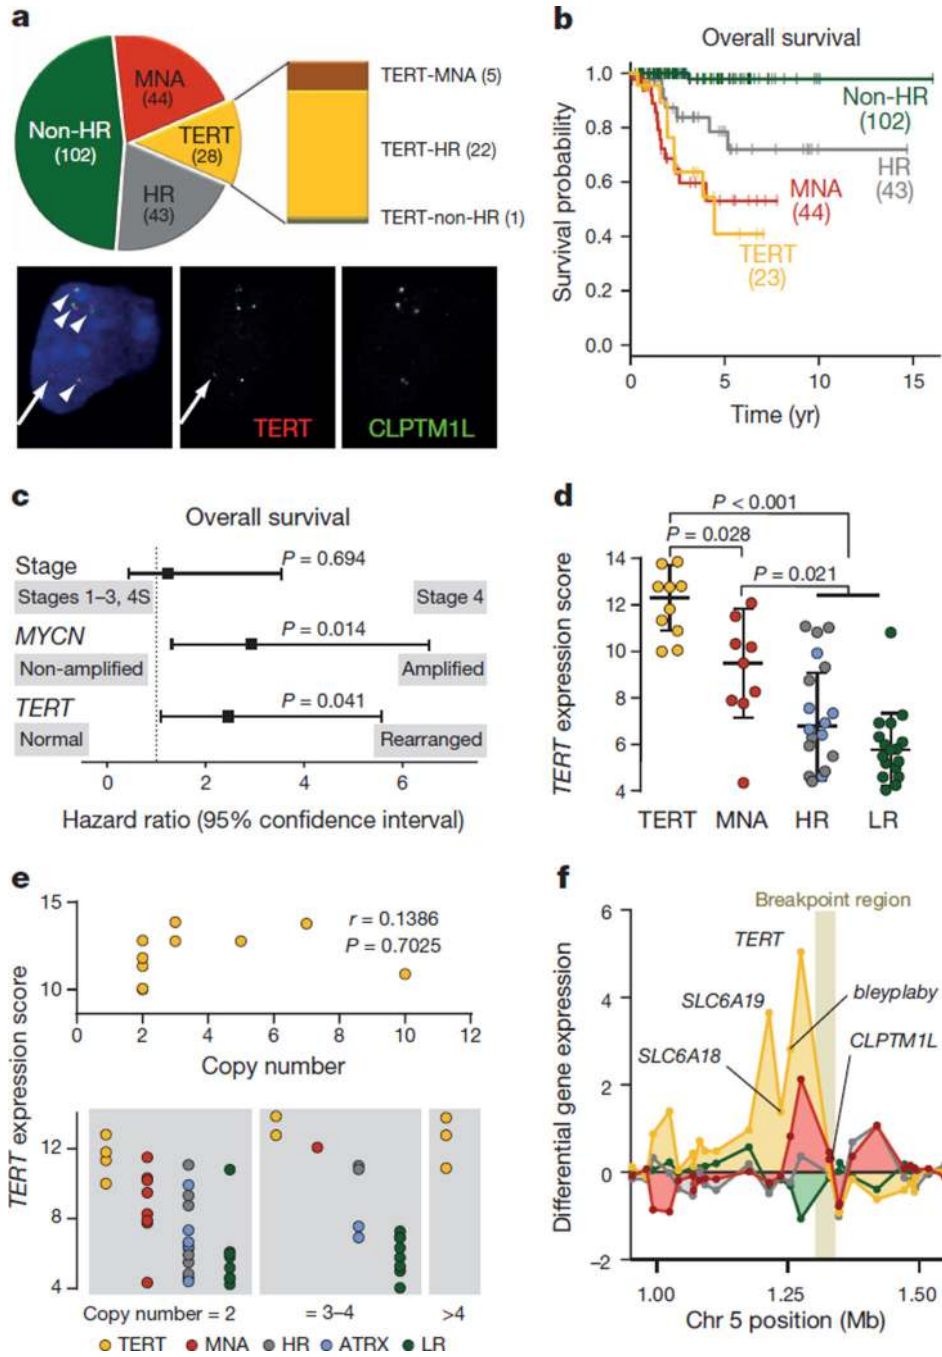 a
MNA
(44)
Non-HR
(102)
TERT
(28)
HR
(43)
TERT-MNA (5)
TERT-HR (22)
TERT-non-HR (1)
TERT
CLPTM1L
b
Overall survival
Survival probability
1.0
0.8
0.6
0.4
0.2
0.0
Non-HR
(102)
HR
(43)
MNA
(44)
TERT
(23)
0
5
10
15
Time (yr)
c
Overall survival
Stage
P = 0.694
Stages 1–3, 4S
Stage 4
MYCN
P = 0.014
Non-amplified
Amplified
TERT
P = 0.041
Normal
Rearranged
0
2
4
6
Hazard ratio (95% confidence interval)
d
P < 0.001
P = 0.028
P = 0.021
TERT expression score
14
12
10
8
6
4
TERT
MNA
HR
LR
e
15
10
r = 0.1386
P = 0.7025
0
2
4
6
8
10
12
Copy number
TERT expression score
12
8
4
Copy number = 2
= 3–4
>4
TERT
MNA
HR
ATRX
LR
f
Breakpoint region
Differential gene expression
6
4
2
0
−2
TERT
SLC6A19
bleyplaby
SLC6A18
CLPTM1L
1.00
1.25
1.50
Chr 5 position (Mb)